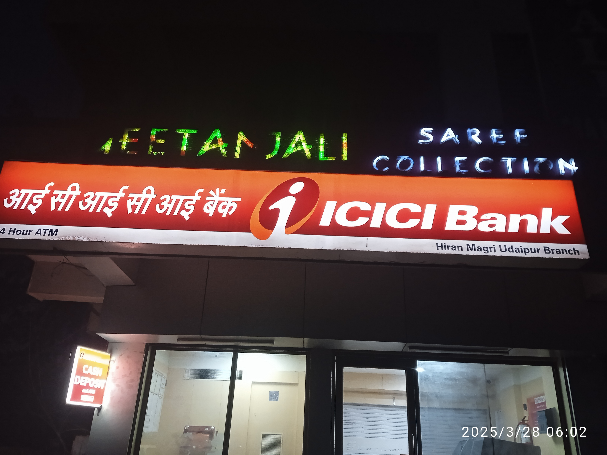 EETANJALI
SAREE
COLLECTION
आई सी आई सी आई बैंक
ICICI Bank
4 Hour ATM
Hiran Magri Udaipur Branch
CASH
DEPOSIT
2025/3/28 06:02